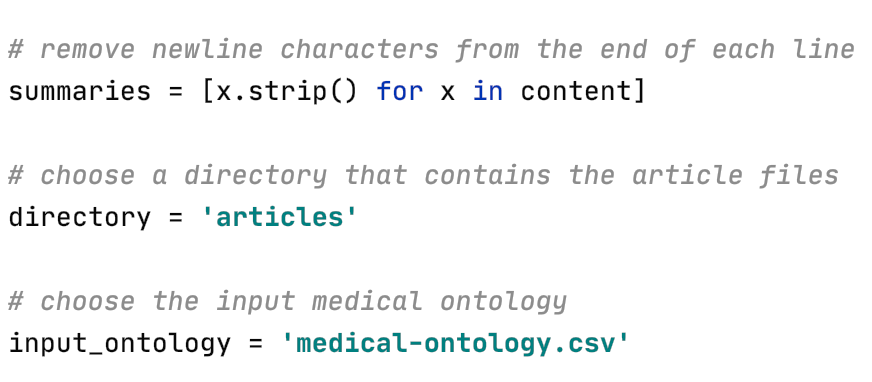 # remove newline characters from the end of each line
summaries = [x.strip() for x in content]
# choose a directory that contains the article files
directory = 'articles'
# choose the input medical ontology
input_ontology = 'medical-ontology.csv'